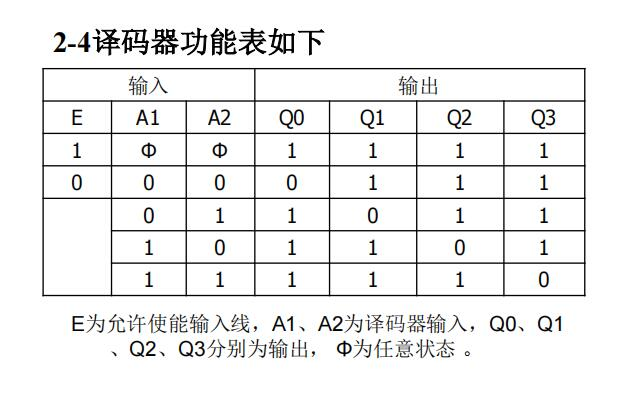 2-4译码器功能表如下
输入 输出
E A1 A2 Q0 Q1 Q2 Q3
1 Φ Φ 1 1 1 1
0 0 0 0 1 1 1
0 1 1 0 1 1
1 0 1 1 0 1
1 1 1 1 1 0
E为允许使能输入线，A1、A2为译码器输入，Q0、Q1
、Q2、Q3分别为输出， Φ为任意状态 。